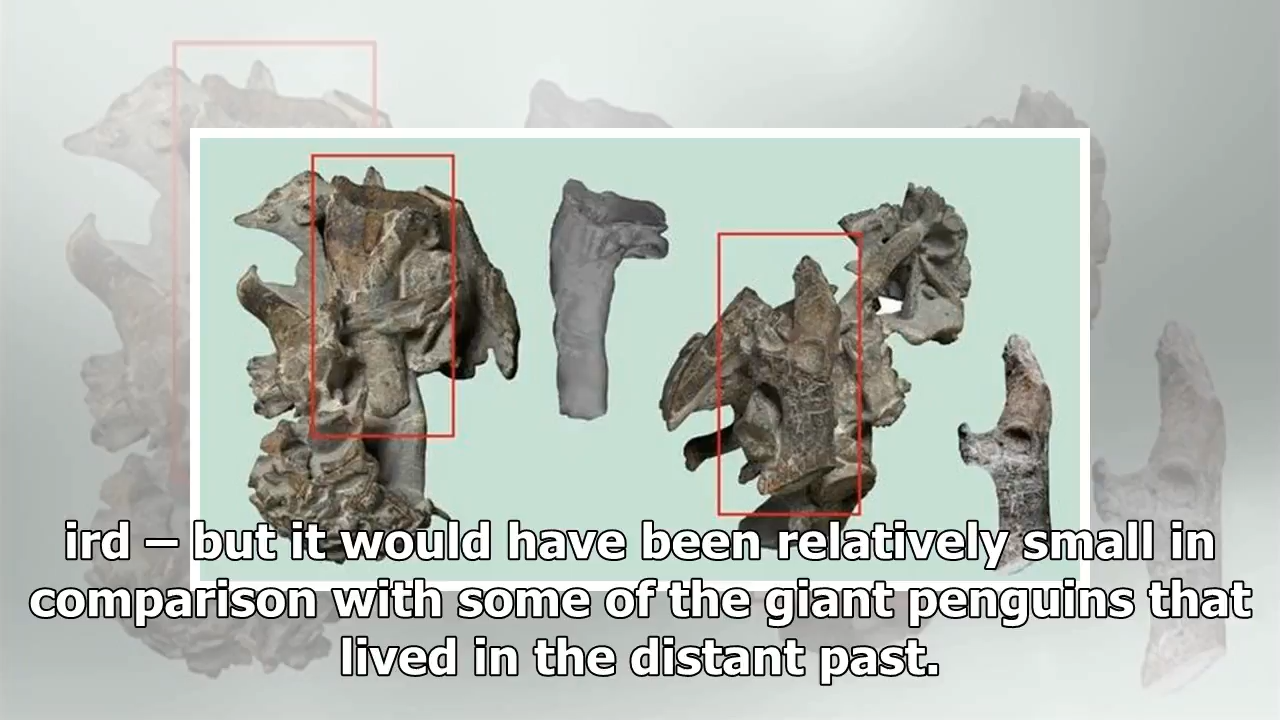 ird – but it would have been relatively small in
comparison with some of the giant penguins that
lived in the distant past.